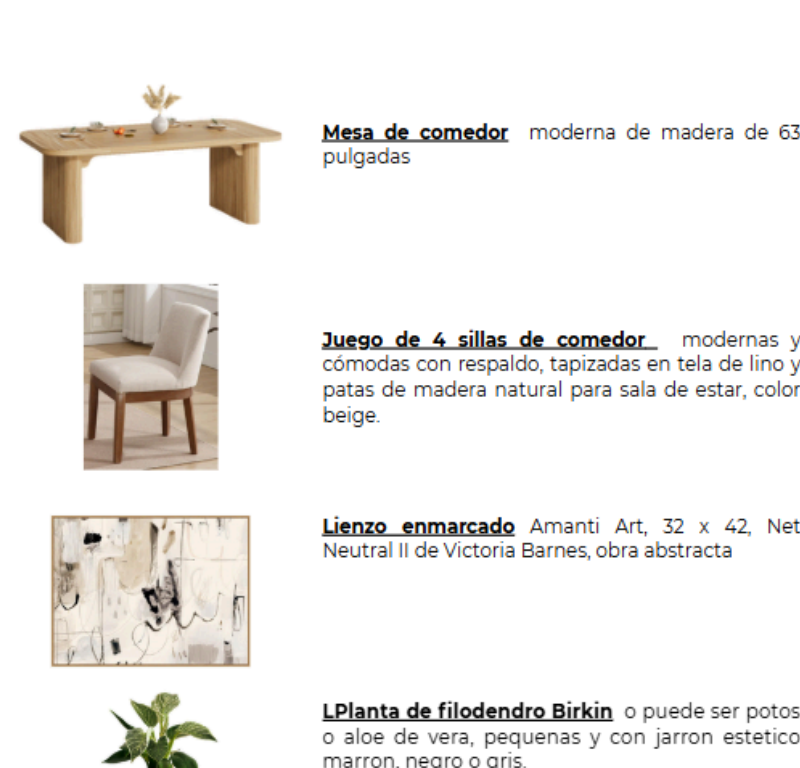 Mesa de comedor moderna de madera de 63
pulgadas
Juego de 4 sillas de comedor modernas y
cómodas con respaldo, tapizadas en tela de lino y
patas de madera natural para sala de estar, color
beige.
Lienzo enmarcado Amanti Art, 32 x 42, Net
Neutral II de Victoria Barnes, obra abstracta
LPlanta de filodendro Birkin o puede ser potos
o aloe de vera, pequenas y con jarron estetico
marron, negro o gris.